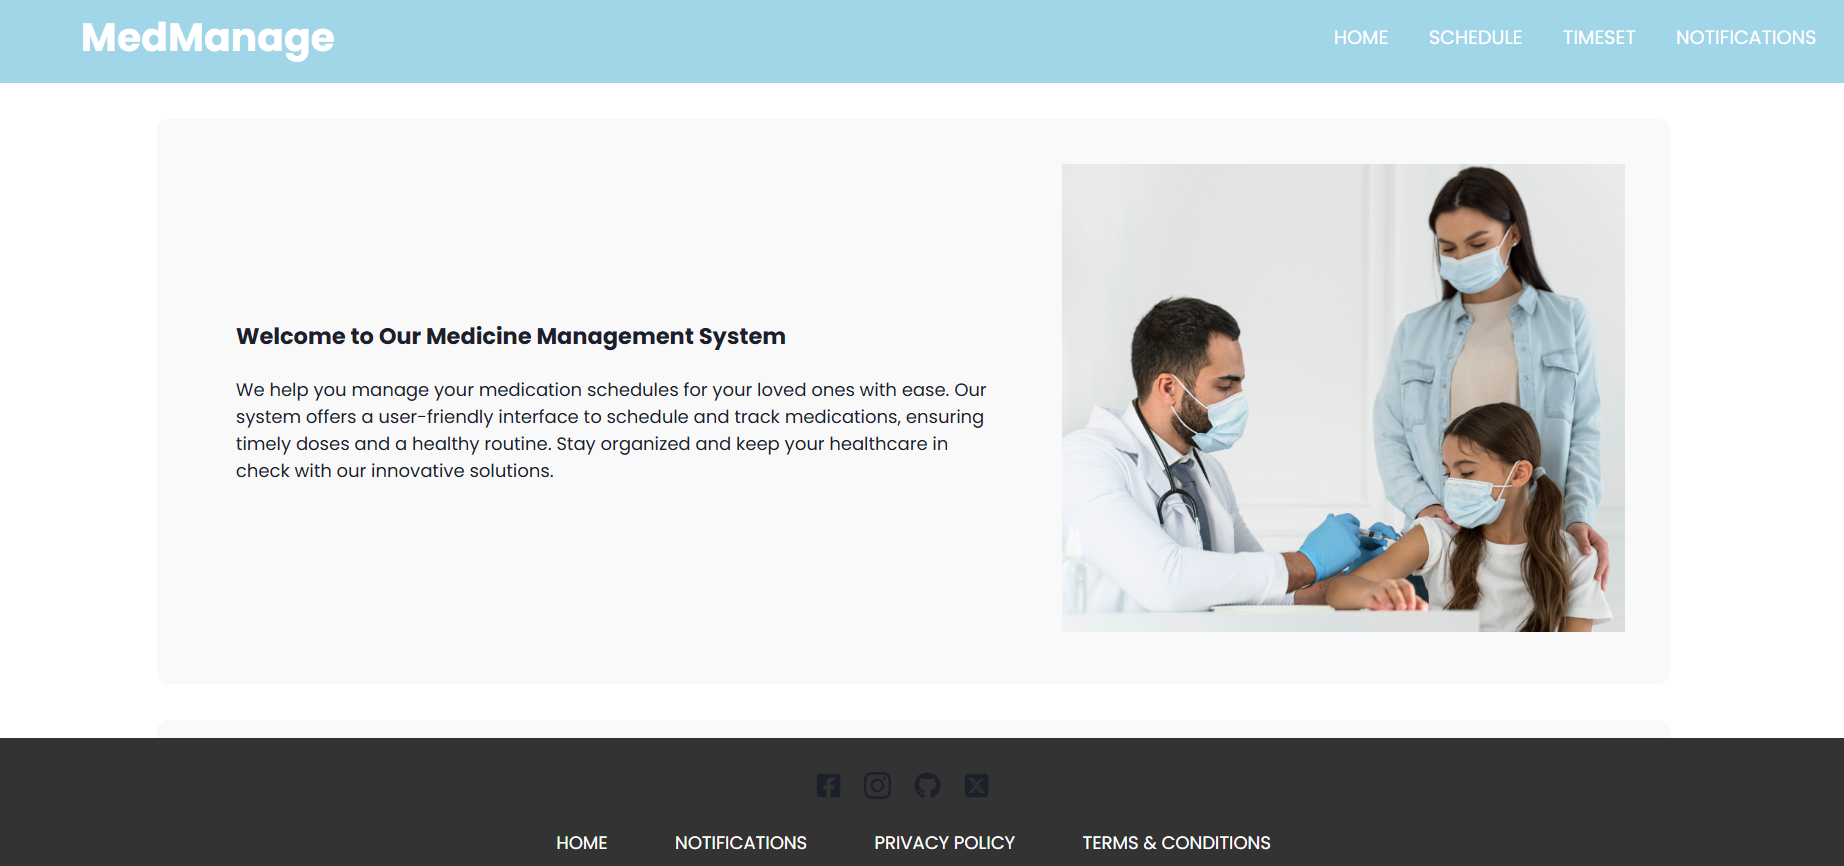 MedManage
HOME SCHEDULE TIMESET NOTIFICATIONS
Welcome to Our Medicine Management System
We help you manage your medication schedules for your loved ones with ease. Our
system offers a user-friendly interface to schedule and track medications, ensuring
timely doses and a healthy routine. Stay organized and keep your healthcare in
check with our innovative solutions.
HOME NOTIFICATIONS PRIVACY POLICY TERMS & CONDITIONS